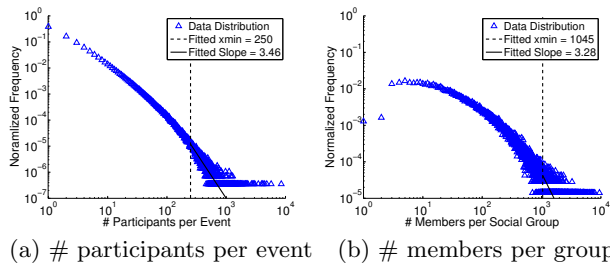 Noramlized Frequency
10^0
10^-1
10^-2
10^-3
10^-4
10^-5
10^-6
10^-7
Data Distribution
Fitted xmin = 250
Fitted Slope = 3.46
10^0 10^1 10^2 10^3 10^4
# Participants per Event
(a) # participants per event
Normalized Frequency
10^0
10^-1
10^-2
10^-3
10^-4
10^-5
Data Distribution
Fitted xmin = 1045
Fitted Slope = 3.28
10^0 10^1 10^2 10^3 10^4
# Members per Social Group
(b) # members per group